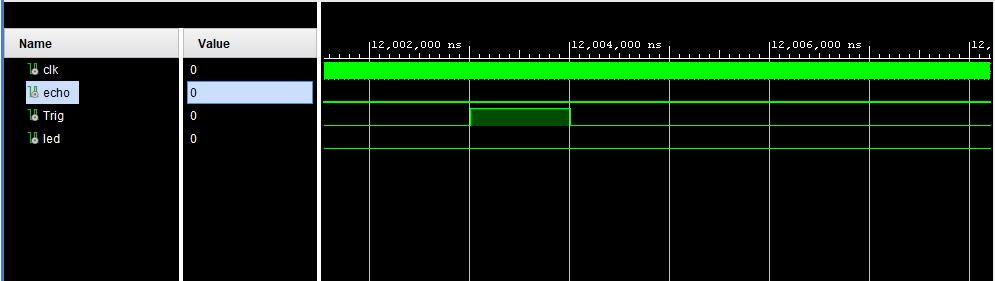 Name Value
12,002,000 ns 12,004,000 ns 12,006,000 ns 12,
clk 0
echo 0
Trig 0
led 0